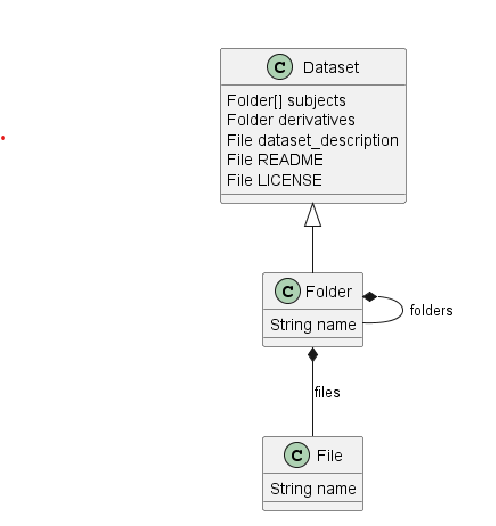 C Dataset
Folder[] subjects
Folder derivatives
File dataset_description
File README
File LICENSE
C Folder
String name
folders
files
C File
String name